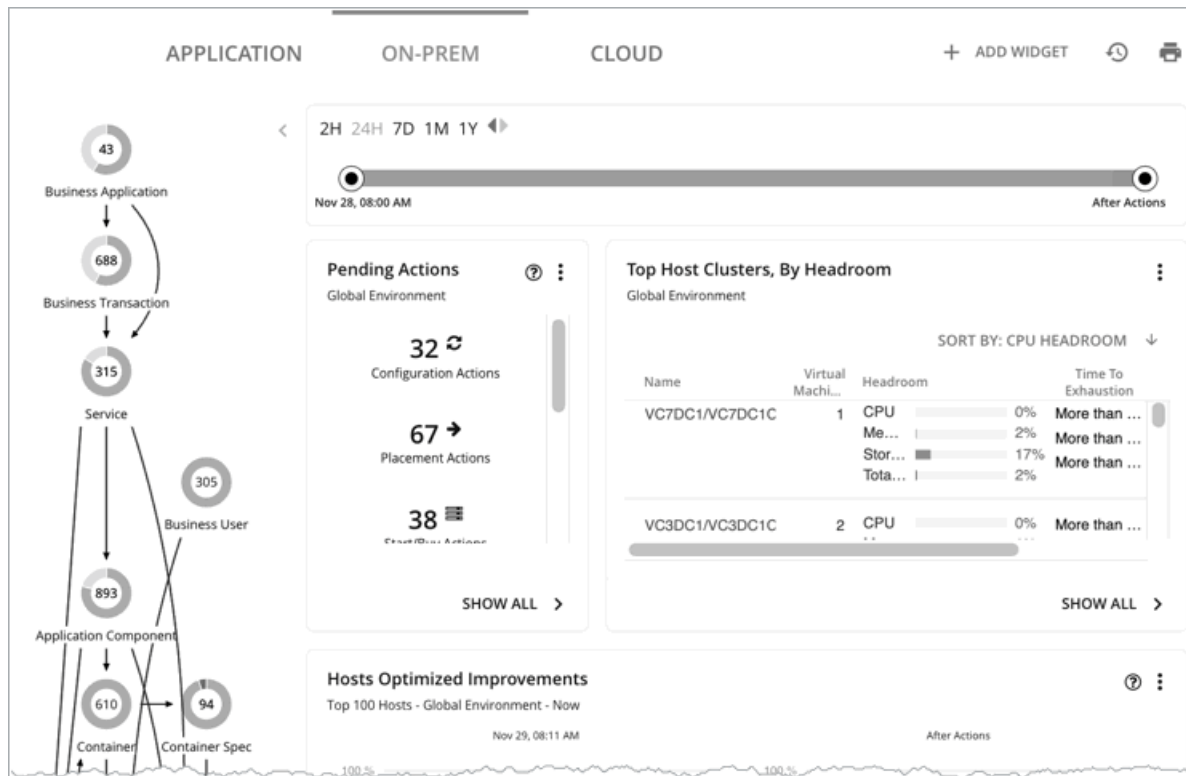 APPLICATION ON-PREM CLOUD + ADD WIDGET
43
Business Application
688
Business Transaction
315
Service
305
Business User
893
Application Component
610
Container
94
Container Spec
2H 24H 7D 1M 1Y
Nov 28, 08:00 AM
After Actions
Pending Actions
Global Environment
32
Configuration Actions
67
Placement Actions
38
Start/Buy Actions
SHOW ALL
Top Host Clusters, By Headroom
Global Environment
SORT BY: CPU HEADROOM
Name Virtual Machi... Headroom Time To Exhaustion
VC7DC1/VC7DC1C 1 CPU 0% More than ...
Me... 2% More than ...
Stor... 17% More than ...
Tota... 2%
VC3DC1/VC3DC1C 2 CPU 0% More than ...
SHOW ALL
Hosts Optimized Improvements
Top 100 Hosts - Global Environment - Now
Nov 29, 08:11 AM After Actions
100 % 100 %